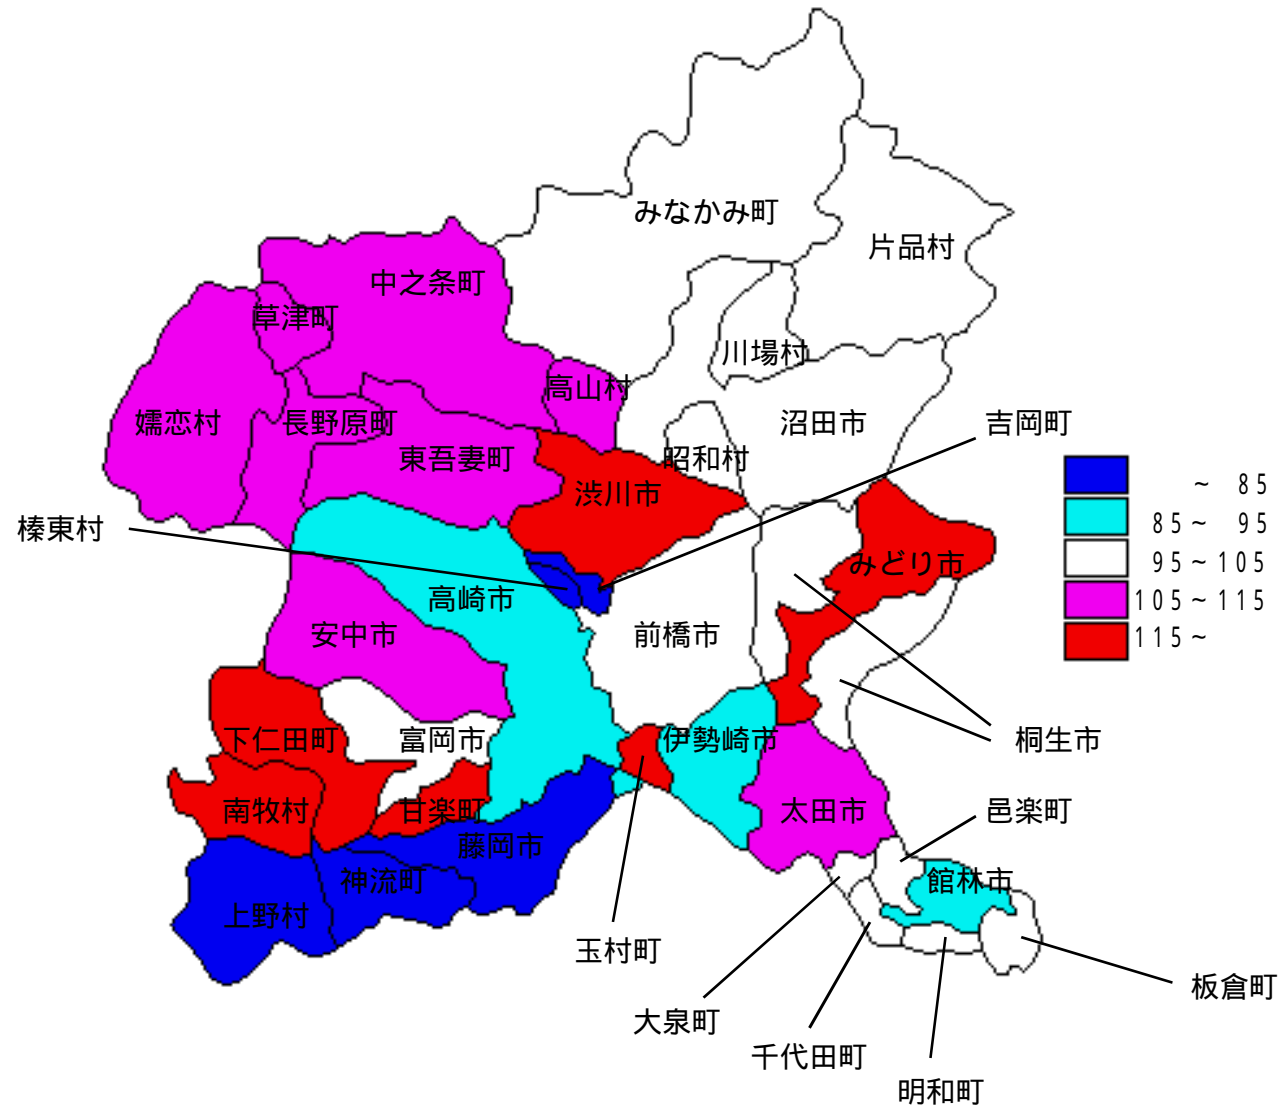 みなかみ町
片品村
中之条町
草津町
川場村
高山村
嬬恋村
長野原町
沼田市
吉岡町
東吾妻町
昭和村
渋川市
～ 85
榛東村
85～ 95
みどり市
95～105
高崎市
105～115
安中市
前橋市
115～
下仁田町
富岡市
伊勢崎市
桐生市
南牧村
甘楽町
太田市
邑楽町
藤岡市
神流町
館林市
上野村
玉村町
板倉町
大泉町
千代田町
明和町